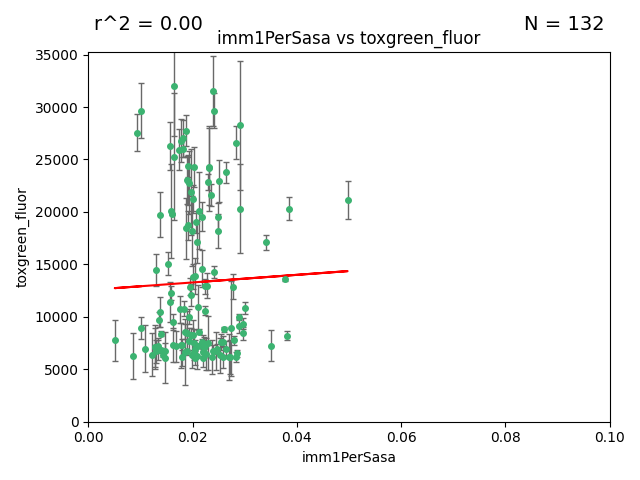 r^2 = 0.00
N = 132
imm1PerSasa vs toxgreen_fluor
35000
30000
25000
20000
15000
10000
5000
0
toxgreen_fluor
0.00
0.02
0.04
0.06
0.08
0.10
imm1PerSasa